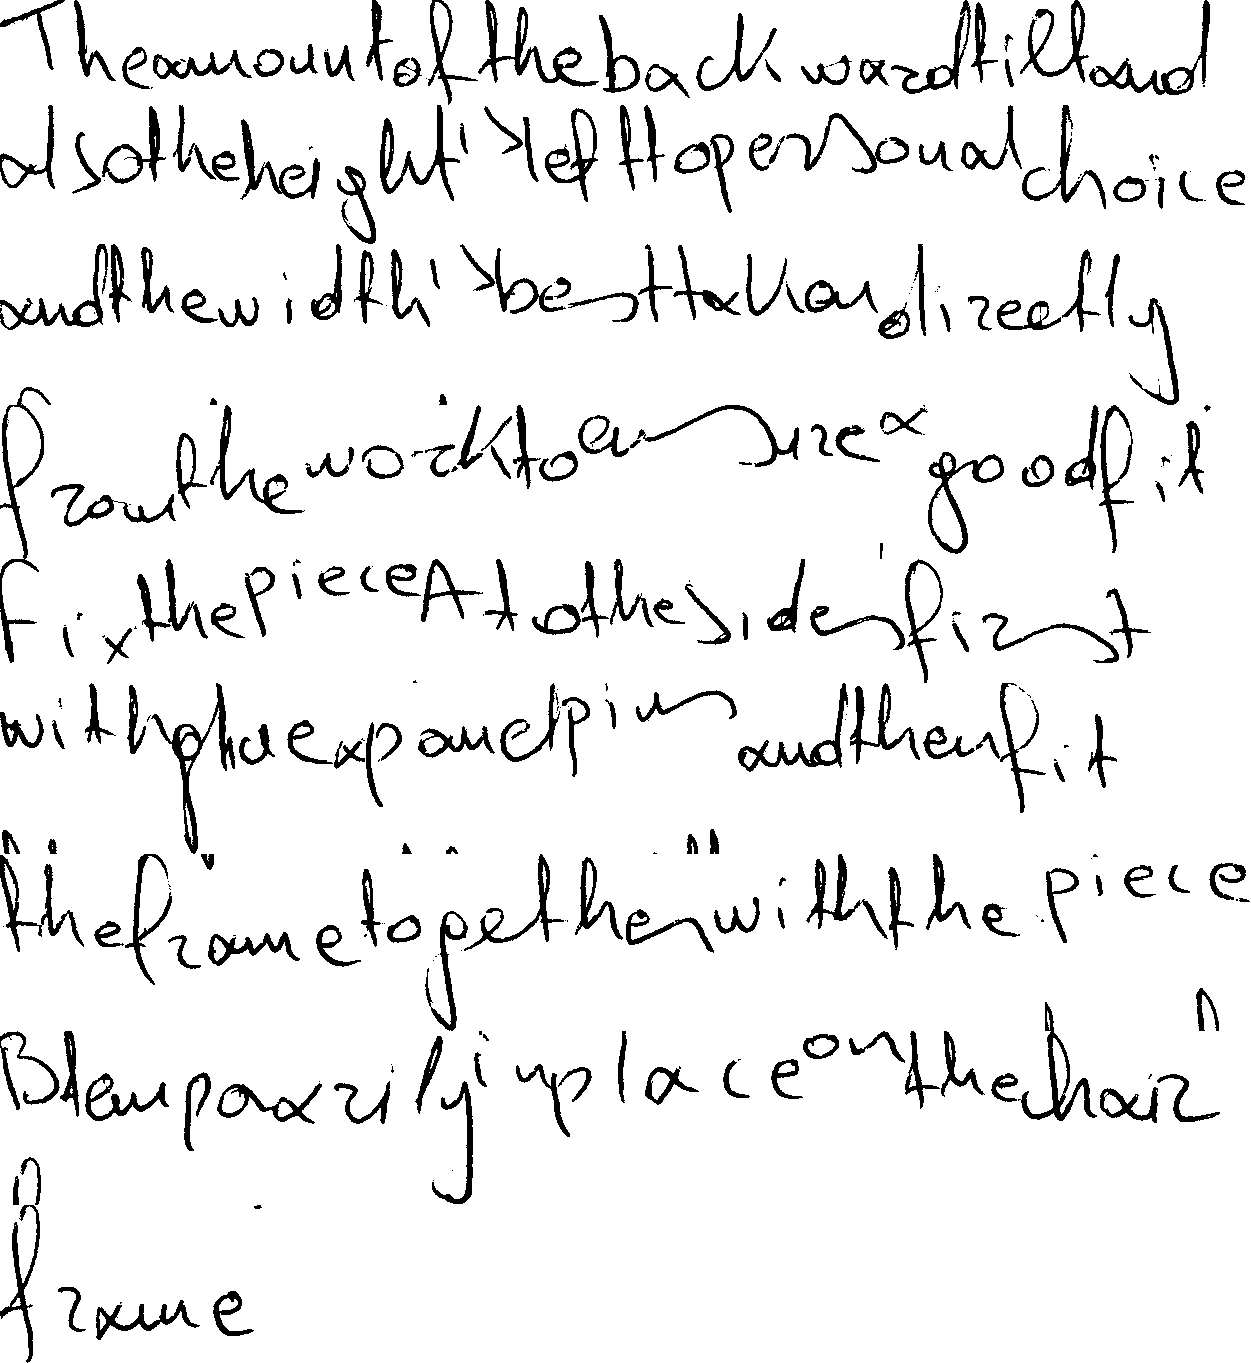 The amount of the backward tilt and
also the height is left to personal choice
and the width is best taken directly
from the work to ensure a good fit
Fix the piece A to the sides first
with glue panel pins and then fit
the frame together with the piece
B temporarily in place on the chair
frame